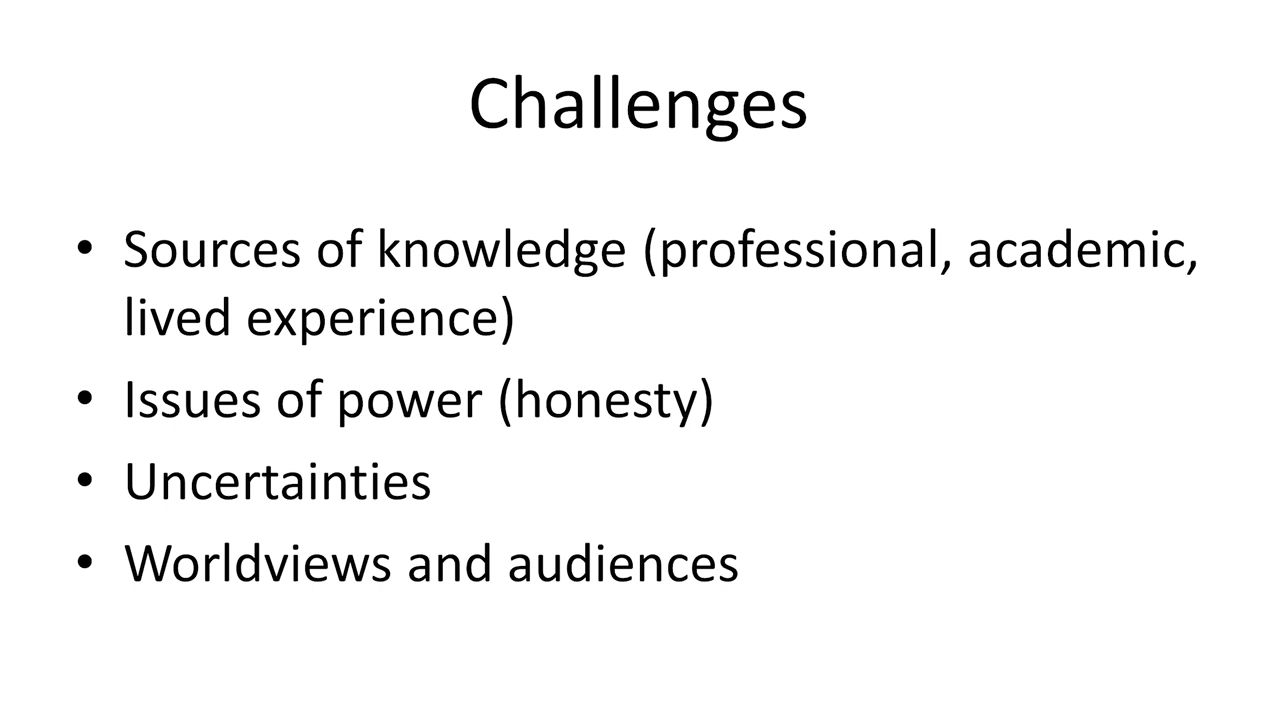 Challenges
• Sources of knowledge (professional, academic,
lived experience)
• Issues of power (honesty)
• Uncertainties
• Worldviews and audiences